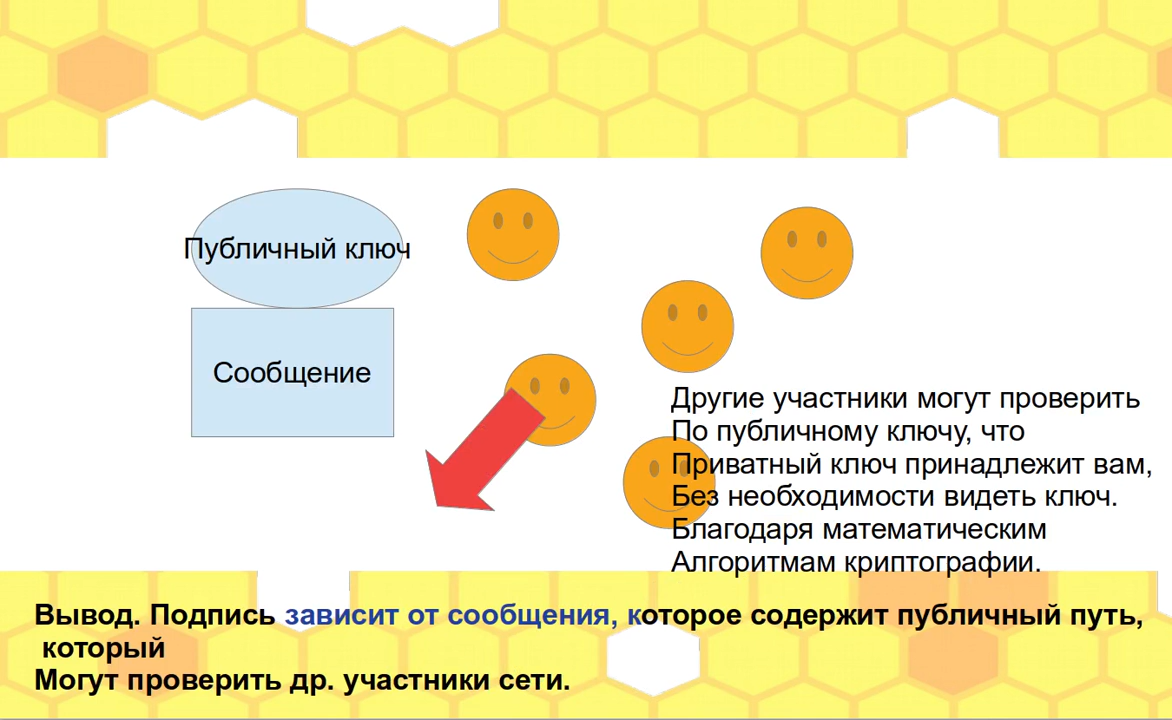 Публичный ключ
Сообщение
Другие участники могут проверить
По публичному ключу, что
Приватный ключ принадлежит вам,
Без необходимости видеть ключ.
Благодаря математическим
Алгоритмам криптографии.
Вывод. Подпись зависит от сообщения, которое содержит публичный путь,
который
Могут проверить др. участники сети.